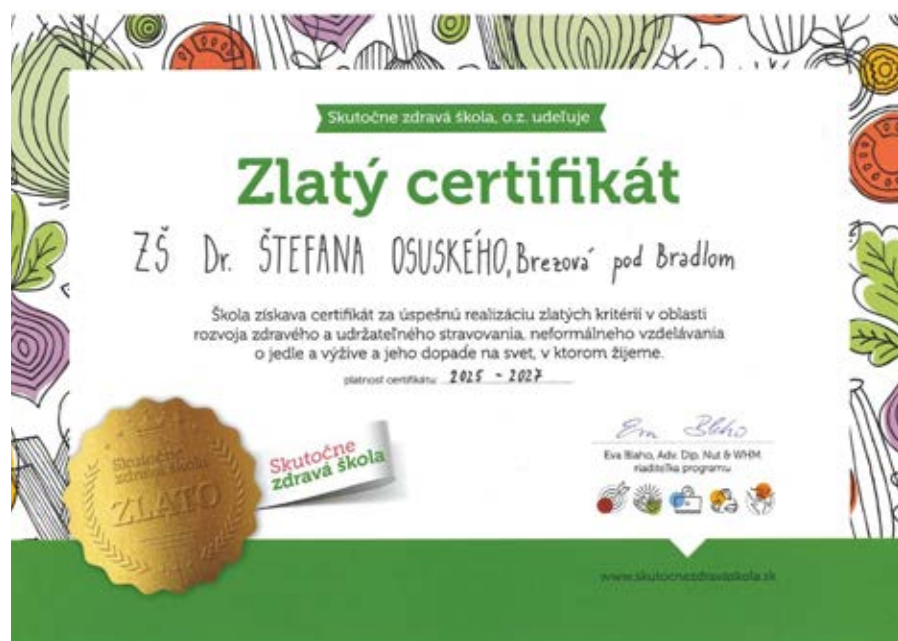 Skutočne zdravá škola, o.z. udeľuje
Zlatý certifikát
ZŠ Dr. ŠTEFANA OSUSKÉHO, Brezová pod Bradlom
Škola získava certifikát za úspešnú realizáciu zlatých kritérií v oblasti
rozvoja zdravého a udržateľného stravovania, neformálneho vzdelávania
o jedle a výžive a jeho dopade na svet, v ktorom žijeme.
platnosť certifikátu: 2025 - 2027
Skutočne
zdravá škola
ZLATO
Skutočne
zdravá škola
Eva Blaho
Eva Blaho, Adv. Dip. Nut & WHM
riaditeľka programu
www.skutocnezdravaskola.sk